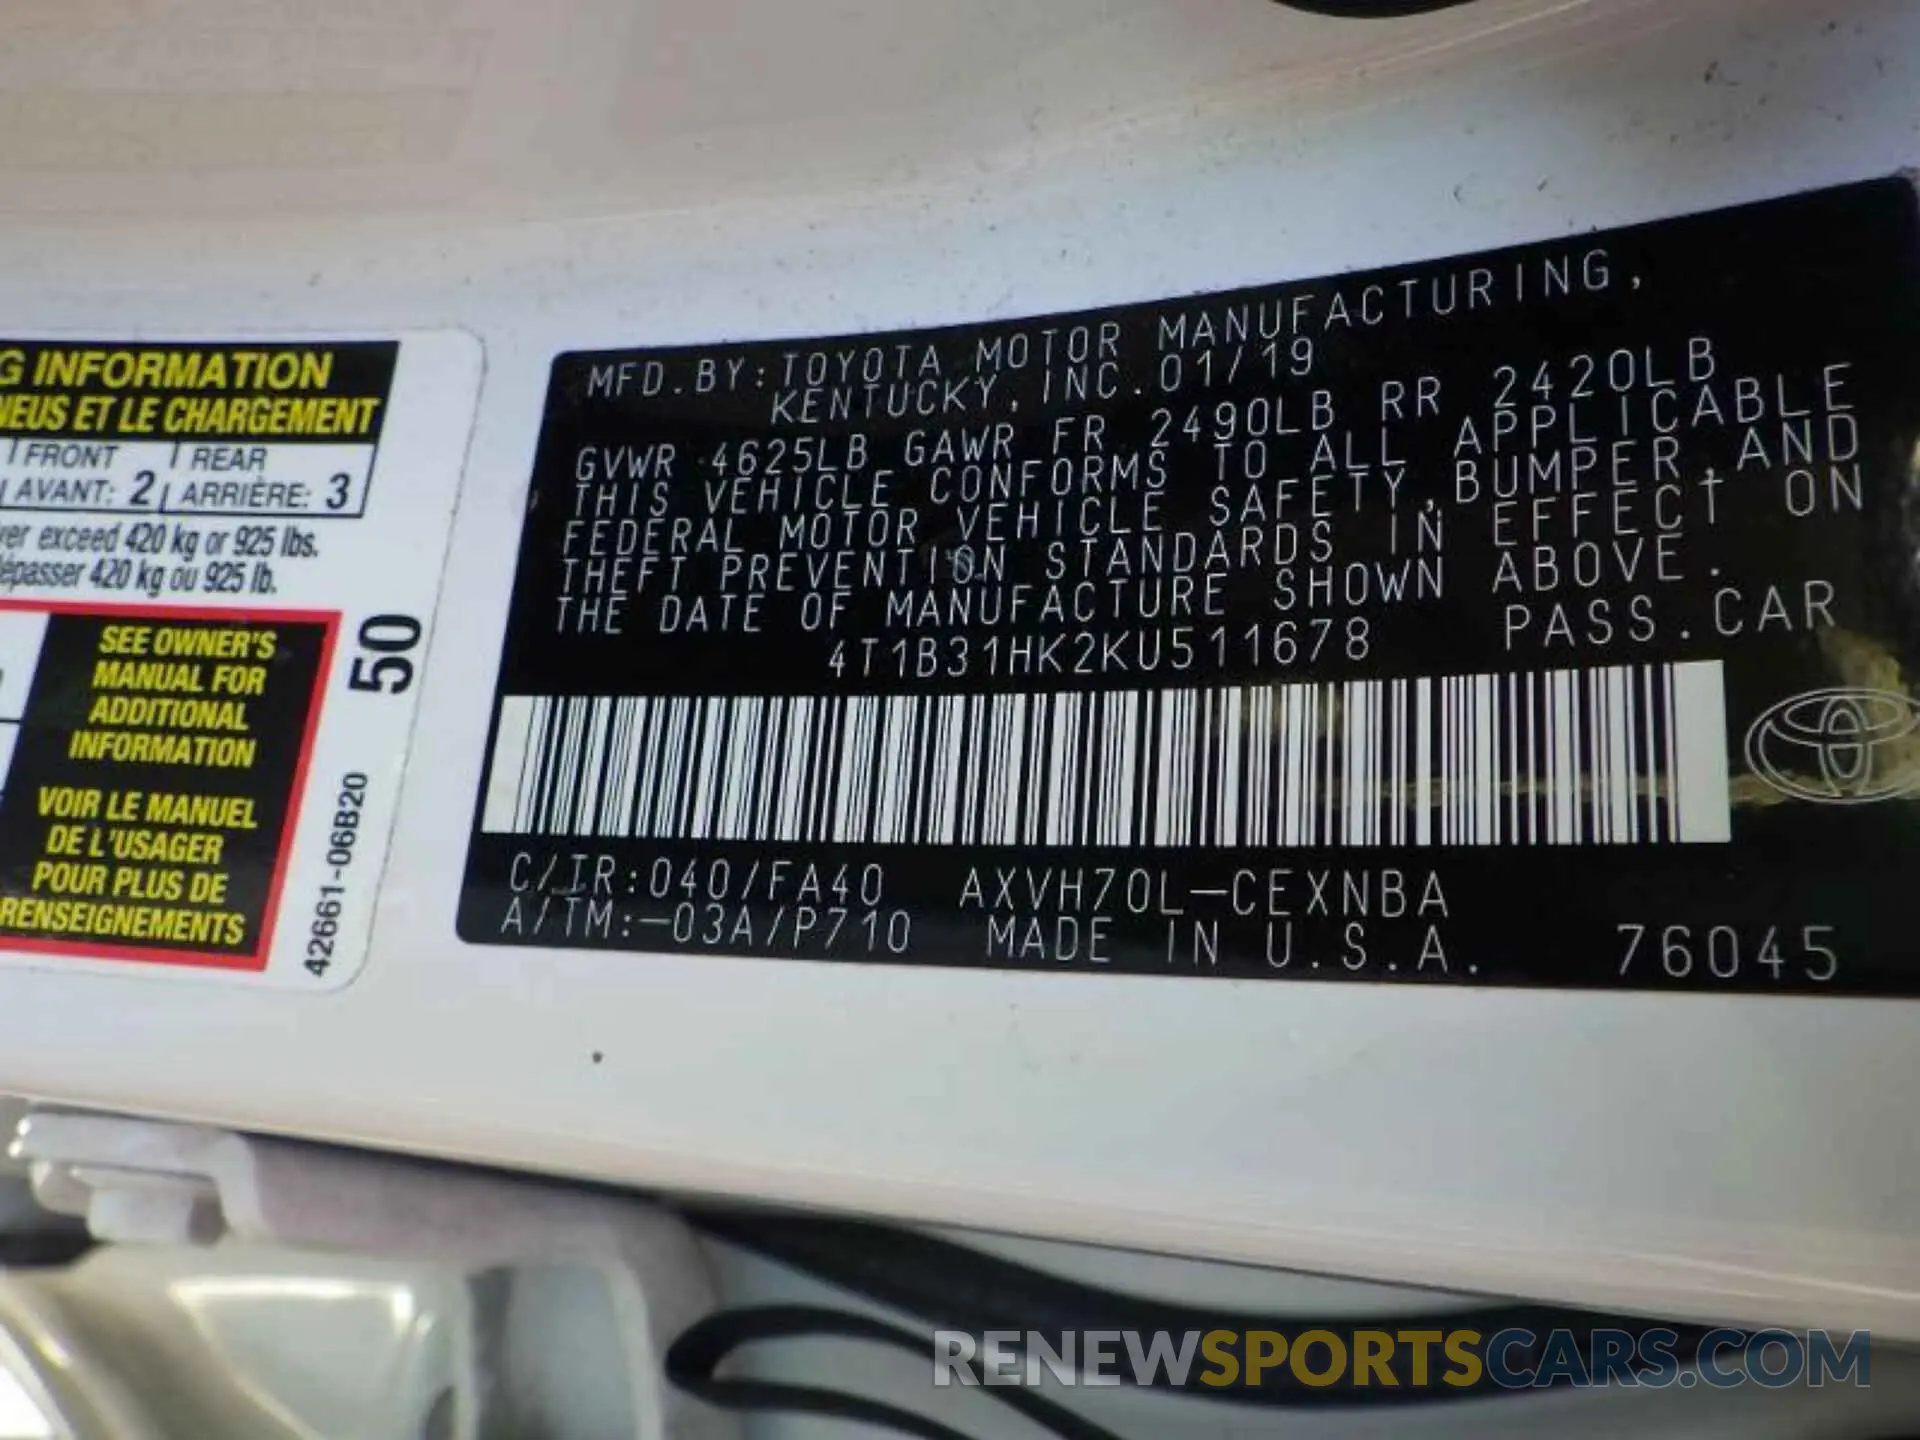 G INFORMATION
NEUS ET LE CHARGEMENT
FRONT REAR
AVANT: 2 ARRIÈRE: 3
exceed 420 kg or 925 lbs.
420 kg ou 925 lb.
SEE OWNER'S
MANUAL FOR
ADDITIONAL
INFORMATION
VOIR LE MANUEL
DE L'USAGER
POUR PLUS DE
RENSEIGNEMENTS
50
42661-06B20
MFD.BY:TOYOTA MOTOR MANUFACTURING,
KENTUCKY, INC.01/19
GVWR 4625LB GAWR FR 2490LB RR 2420LB
THIS VEHICLE CONFORMS TO ALL APPLICABLE
FEDERAL MOTOR VEHICLE SAFETY,BUMPER,AND
THEFT PREVENTION STANDARDS IN EFFECT ON
THE DATE OF MANUFACTURE SHOWN ABOVE.
4T1B31HK2KU511678 PASS.CAR
C/TR:040/FA40 AXVH70L-CEXNBA
A/TM:-03A/P710 MADE IN U.S.A. 76045
RENEWSPORTSCARS.COM